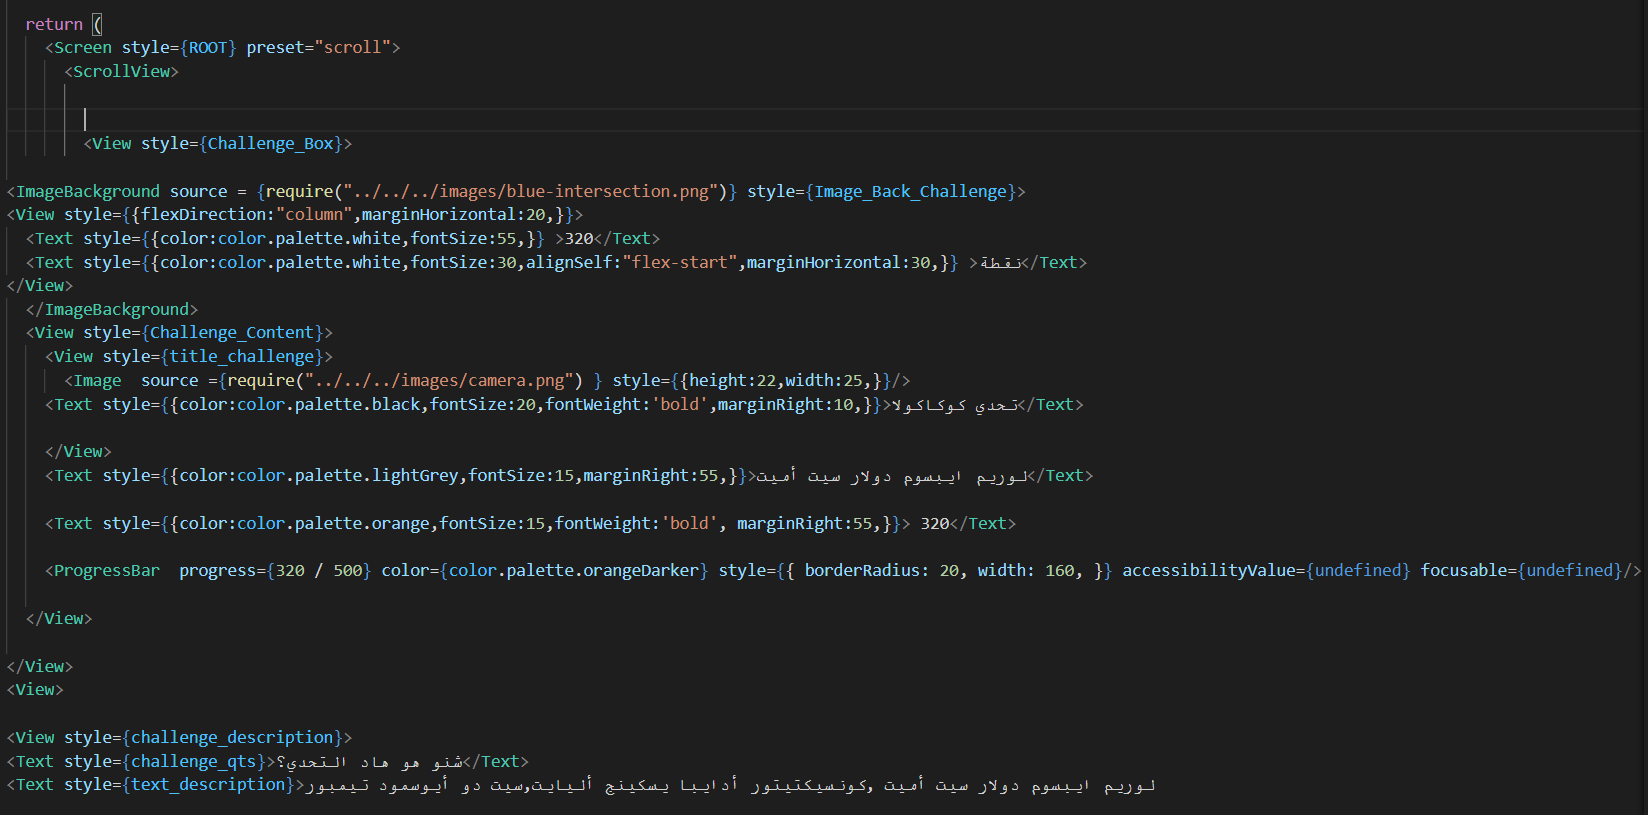 return (
<Screen style={ROOT} preset="scroll">
<ScrollView>
<View style={Challenge_Box}>
<ImageBackground source = {require("../../../images/blue-intersection.png")} style={Image_Back_Challenge}>
<View style={{flexDirection:"column",marginHorizontal:20,}}>
<Text style={{color:color.palette.white,fontSize:55,}} >320</Text>
<Text style={{color:color.palette.white,fontSize:30,alignSelf:"flex-start",marginHorizontal:30,}} >نقطة</Text>
</View>
</ImageBackground>
<View style={Challenge_Content}>
<View style={title_challenge}>
<Image  source ={require("../../../images/camera.png") } style={{height:22,width:25,}}/>
<Text style={{color:color.palette.black,fontSize:20,fontWeight:'bold',marginRight:10,}}>تحدي كوكاكولا</Text>
</View>
<Text style={{color:color.palette.lightGrey,fontSize:15,marginRight:55,}}>لوريم ايبسوم دولار سيت أميت</Text>
<Text style={{color:color.palette.orange,fontSize:15,fontWeight:'bold', marginRight:55,}}> 320</Text>
<ProgressBar  progress={320 / 500} color={color.palette.orangeDarker} style={{ borderRadius: 20, width: 160, }} accessibilityValue={undefined} focusable={undefined}/>
</View>
</View>
<View>
<View style={challenge_description}>
<Text style={challenge_qts}>شنو هو هاد التحدي؟</Text>
<Text style={text_description}>لوريم ايبسوم دولار سيت أميت ,كونسيكتيتور أدايبا يسكينج أليايت,سيت دو أيوسمود تيمبور